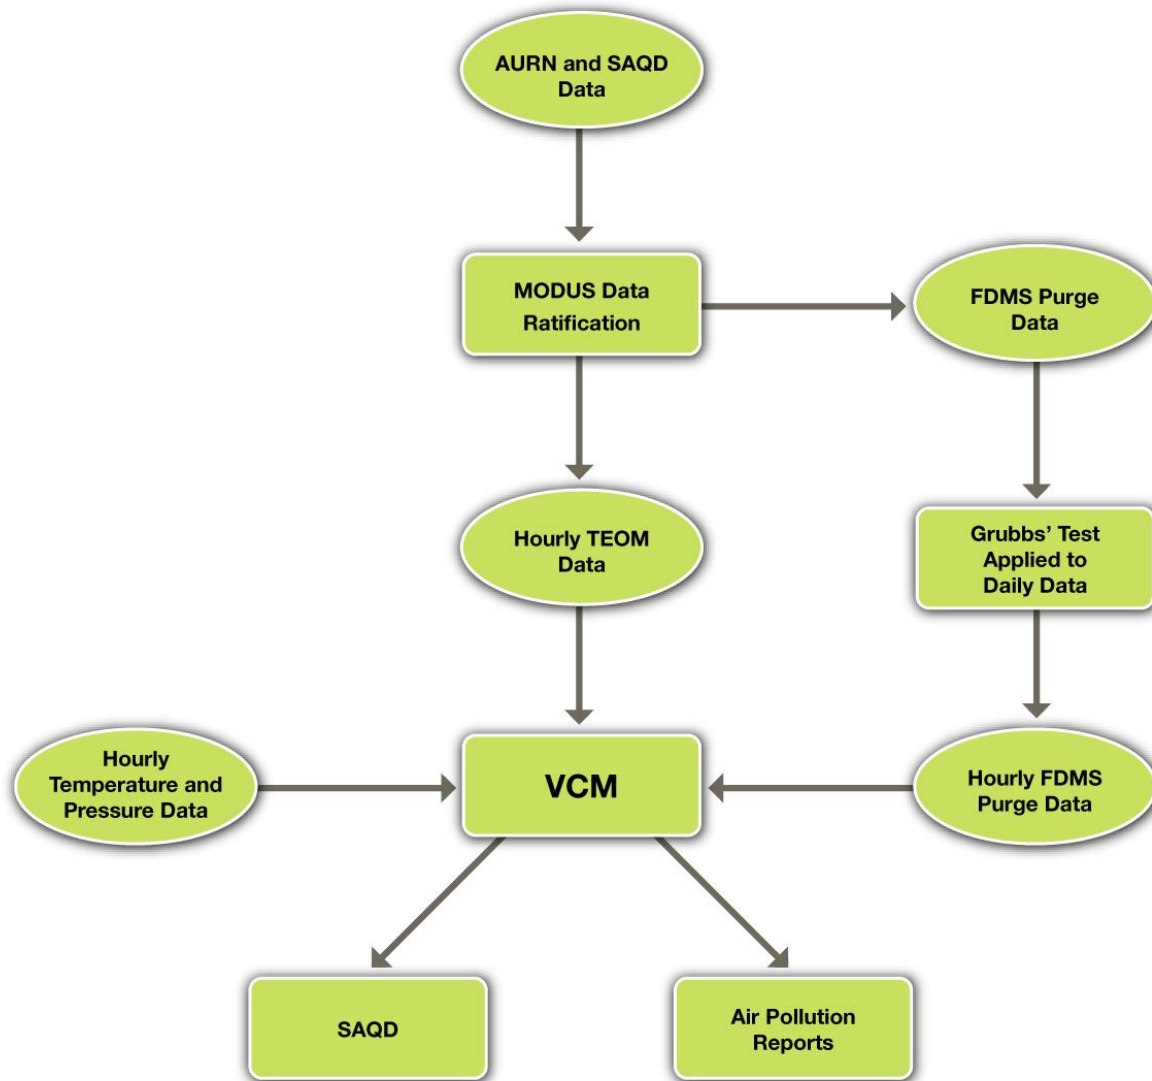 AURN and SAQD
Data
MODUS Data
Ratification
FDMS Purge
Data
Hourly TEOM
Data
Grubbs’ Test
Applied to
Daily Data
Hourly
Temperature and
Pressure Data
VCM
Hourly FDMS
Purge Data
SAQD
Air Pollution
Reports